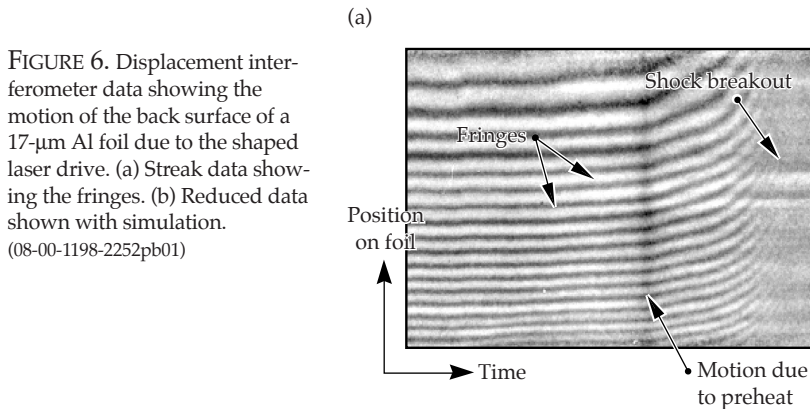 (a)
FIGURE 6. Displacement inter-
ferometer data showing the
motion of the back surface of a
17-µm Al foil due to the shaped
laser drive. (a) Streak data show-
ing the fringes. (b) Reduced data
shown with simulation.
(08-00-1198-2252pb01)
Shock breakout
Fringes
Position
on foil
Time
Motion due
to preheat